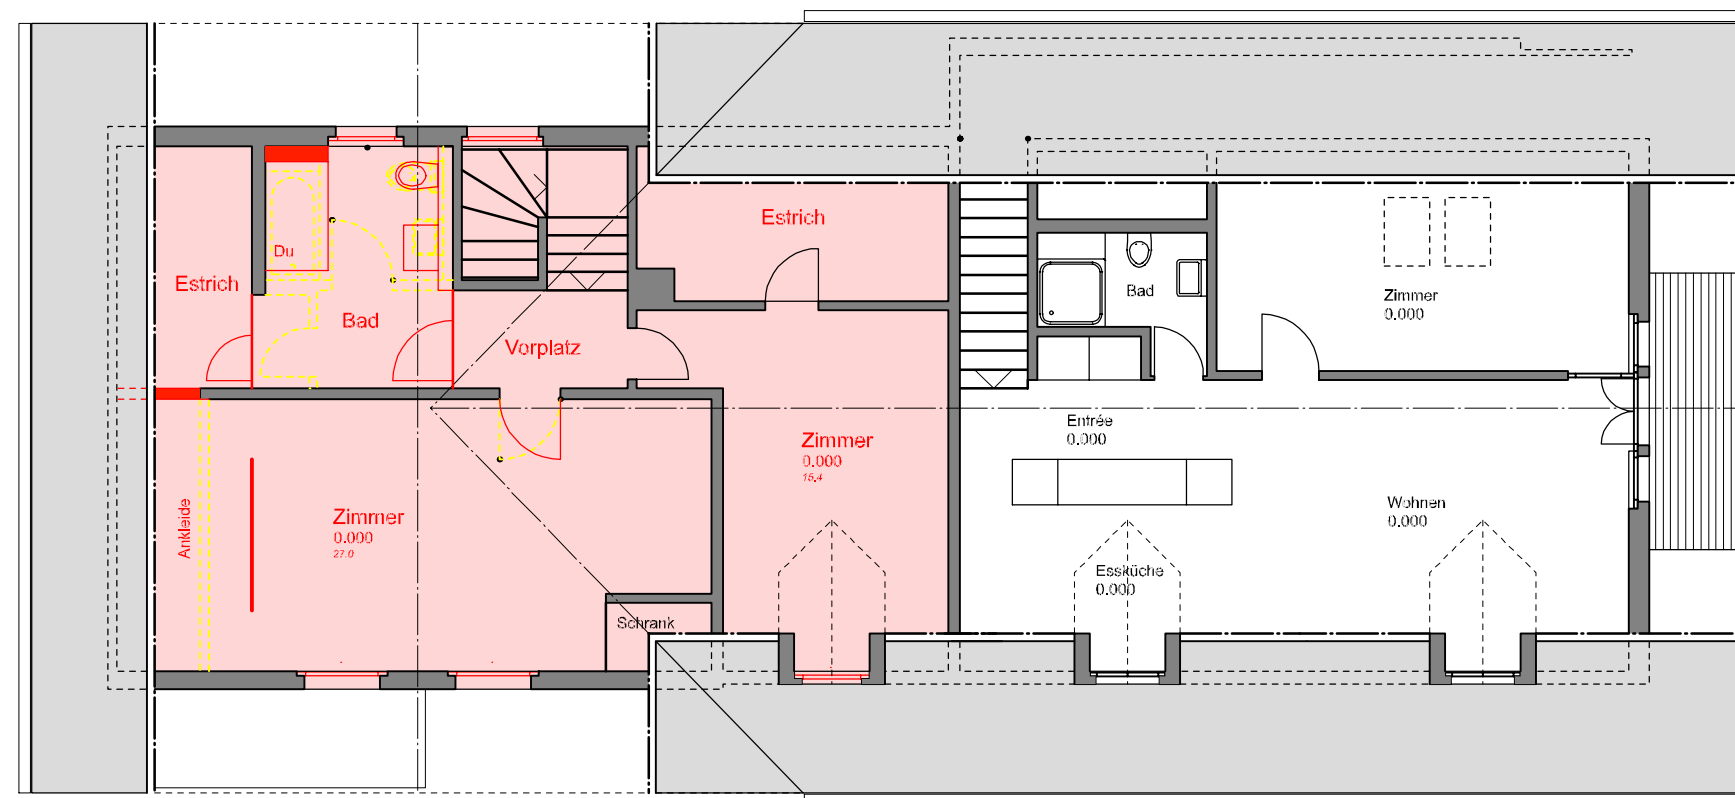 Estrich
Du
Estrich
Bad
Vorplatz
Bad
Zimmer
0.000
Entrée
0.000
Zimmer
0.000
15.4
Ankleide
Zimmer
0.000
27.0
Wohnen
0.000
Essküche
0.000
Schrank